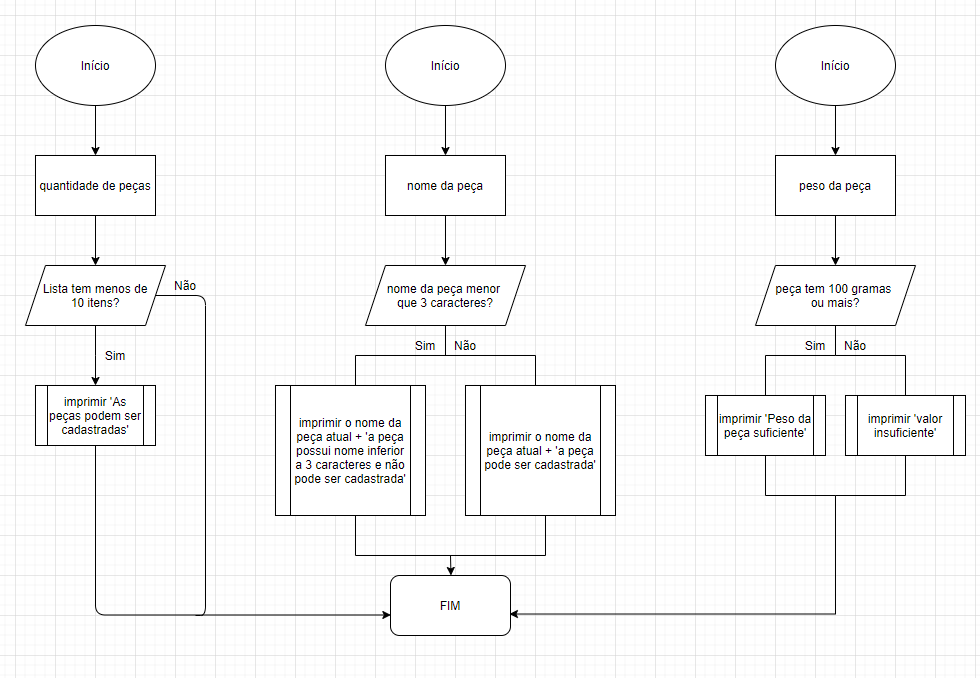 Início
quantidade de peças
Lista tem menos de
10 itens?
Não
Sim
imprimir 'As
peças podem ser
cadastradas'
Início
nome da peça
nome da peça menor
que 3 caracteres?
Sim
Não
imprimir o nome da
peça atual + 'a peça
possui nome inferior
a 3 caracteres e não
pode ser cadastrada'
imprimir o nome da
peça atual + 'a peça
pode ser cadastrada'
Início
peso da peça
peça tem 100 gramas
ou mais?
Sim
Não
imprimir 'Peso da
peça suficiente'
imprimir 'valor
insuficiente'
FIM